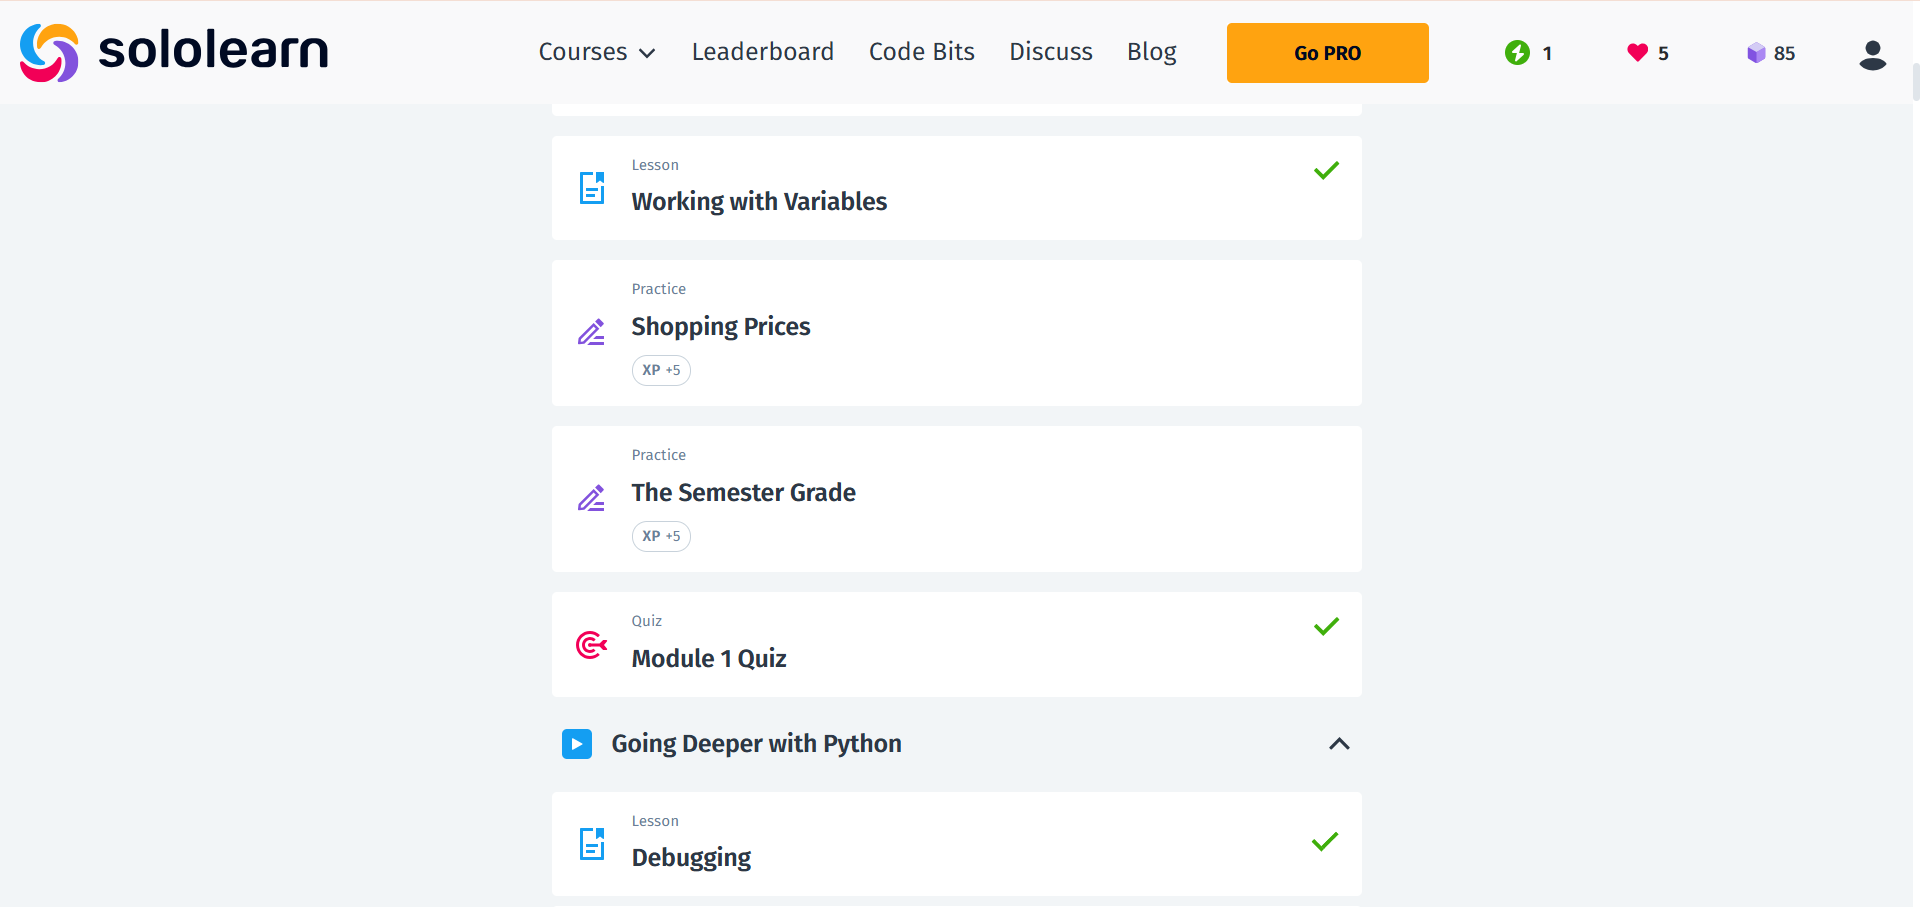 sololearn
Courses Leaderboard Code Bits Discuss Blog Go PRO 1 5 85
Lesson
Working with Variables
Practice
Shopping Prices
XP +5
Practice
The Semester Grade
XP +5
Quiz
Module 1 Quiz
Going Deeper with Python
Lesson
Debugging